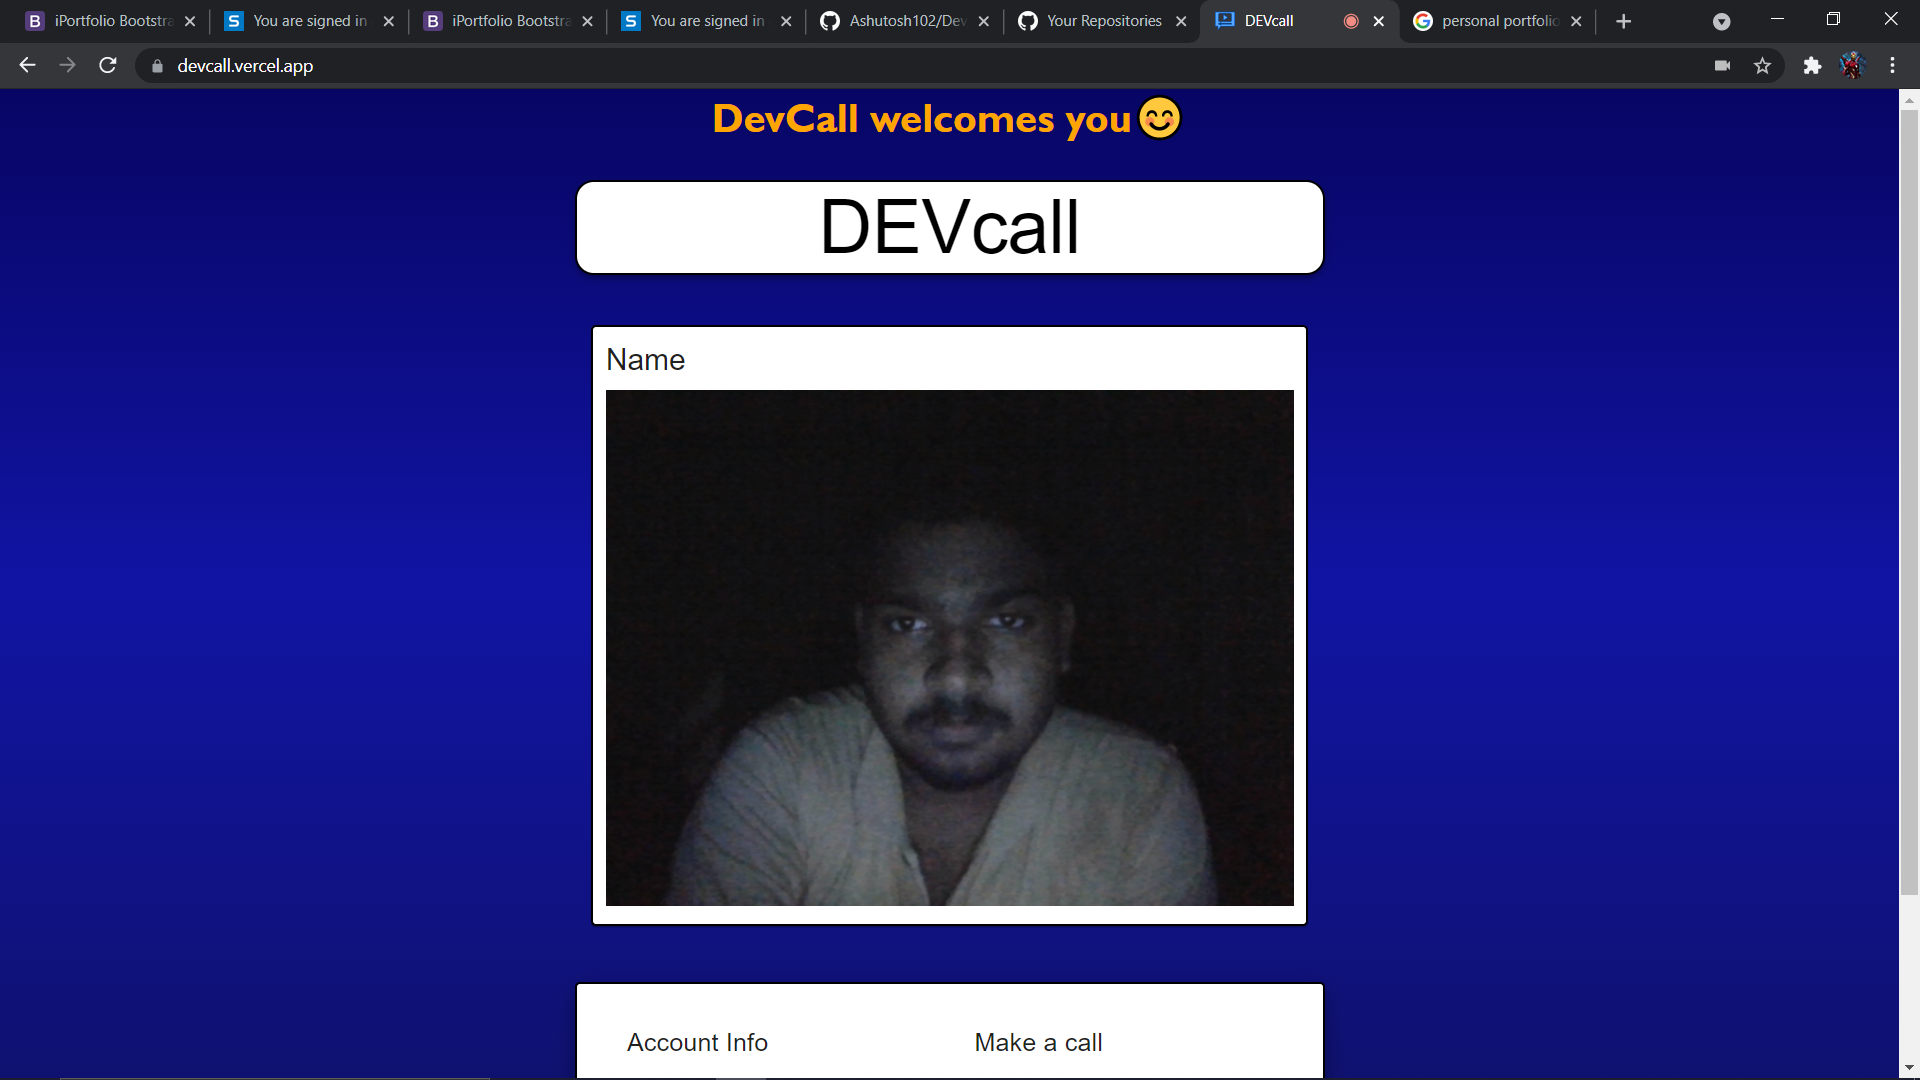 iPortfolio Bootstra
You are signed in
iPortfolio Bootstra
You are signed in
Ashutosh102/Dev
Your Repositories
DEVcall
personal portfolio
devcall.vercel.app
DevCall welcomes you😊
DEVcall
Name
Account Info
Make a call